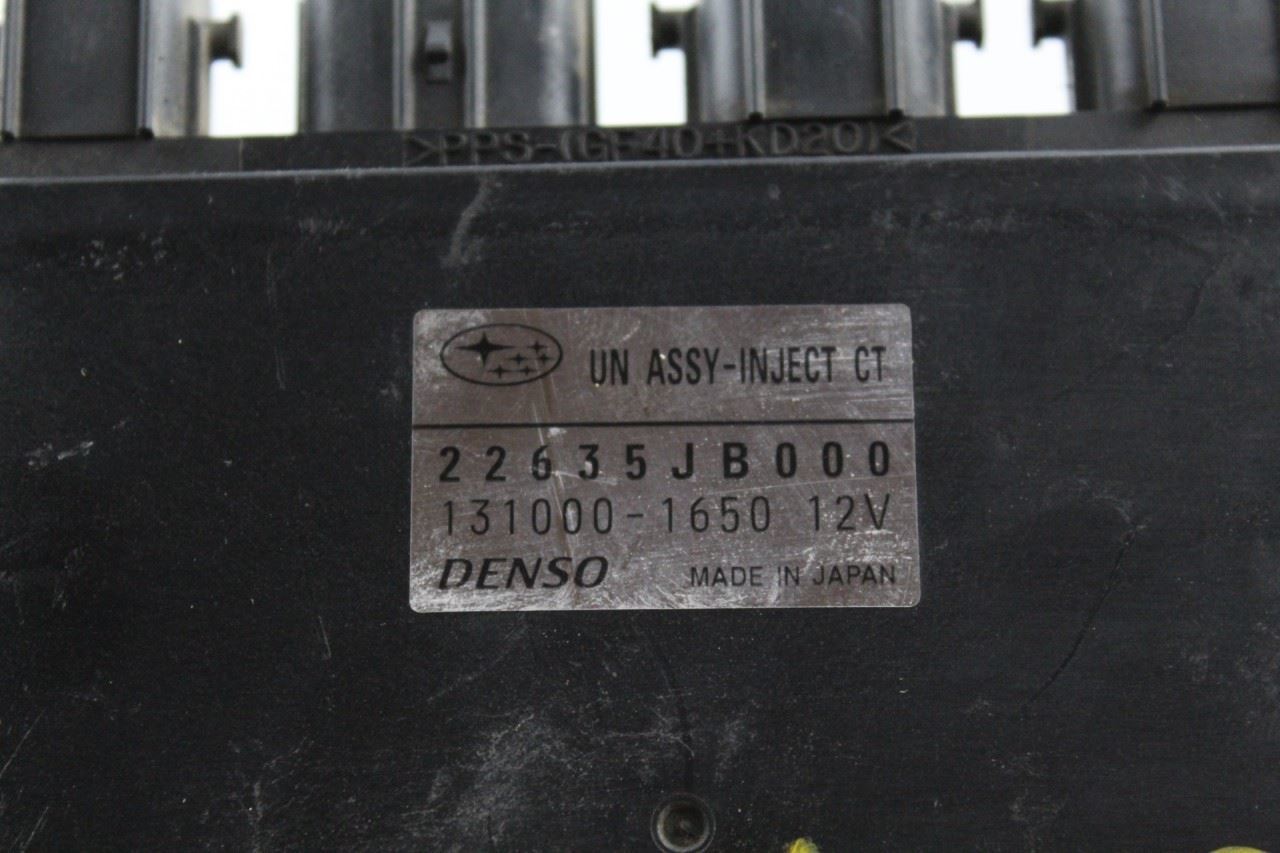 >PPS-(GF40+KD20)<
UN ASSY-INJECT CT
22635JB000
131000-1650 12V
DENSO MADE IN JAPAN